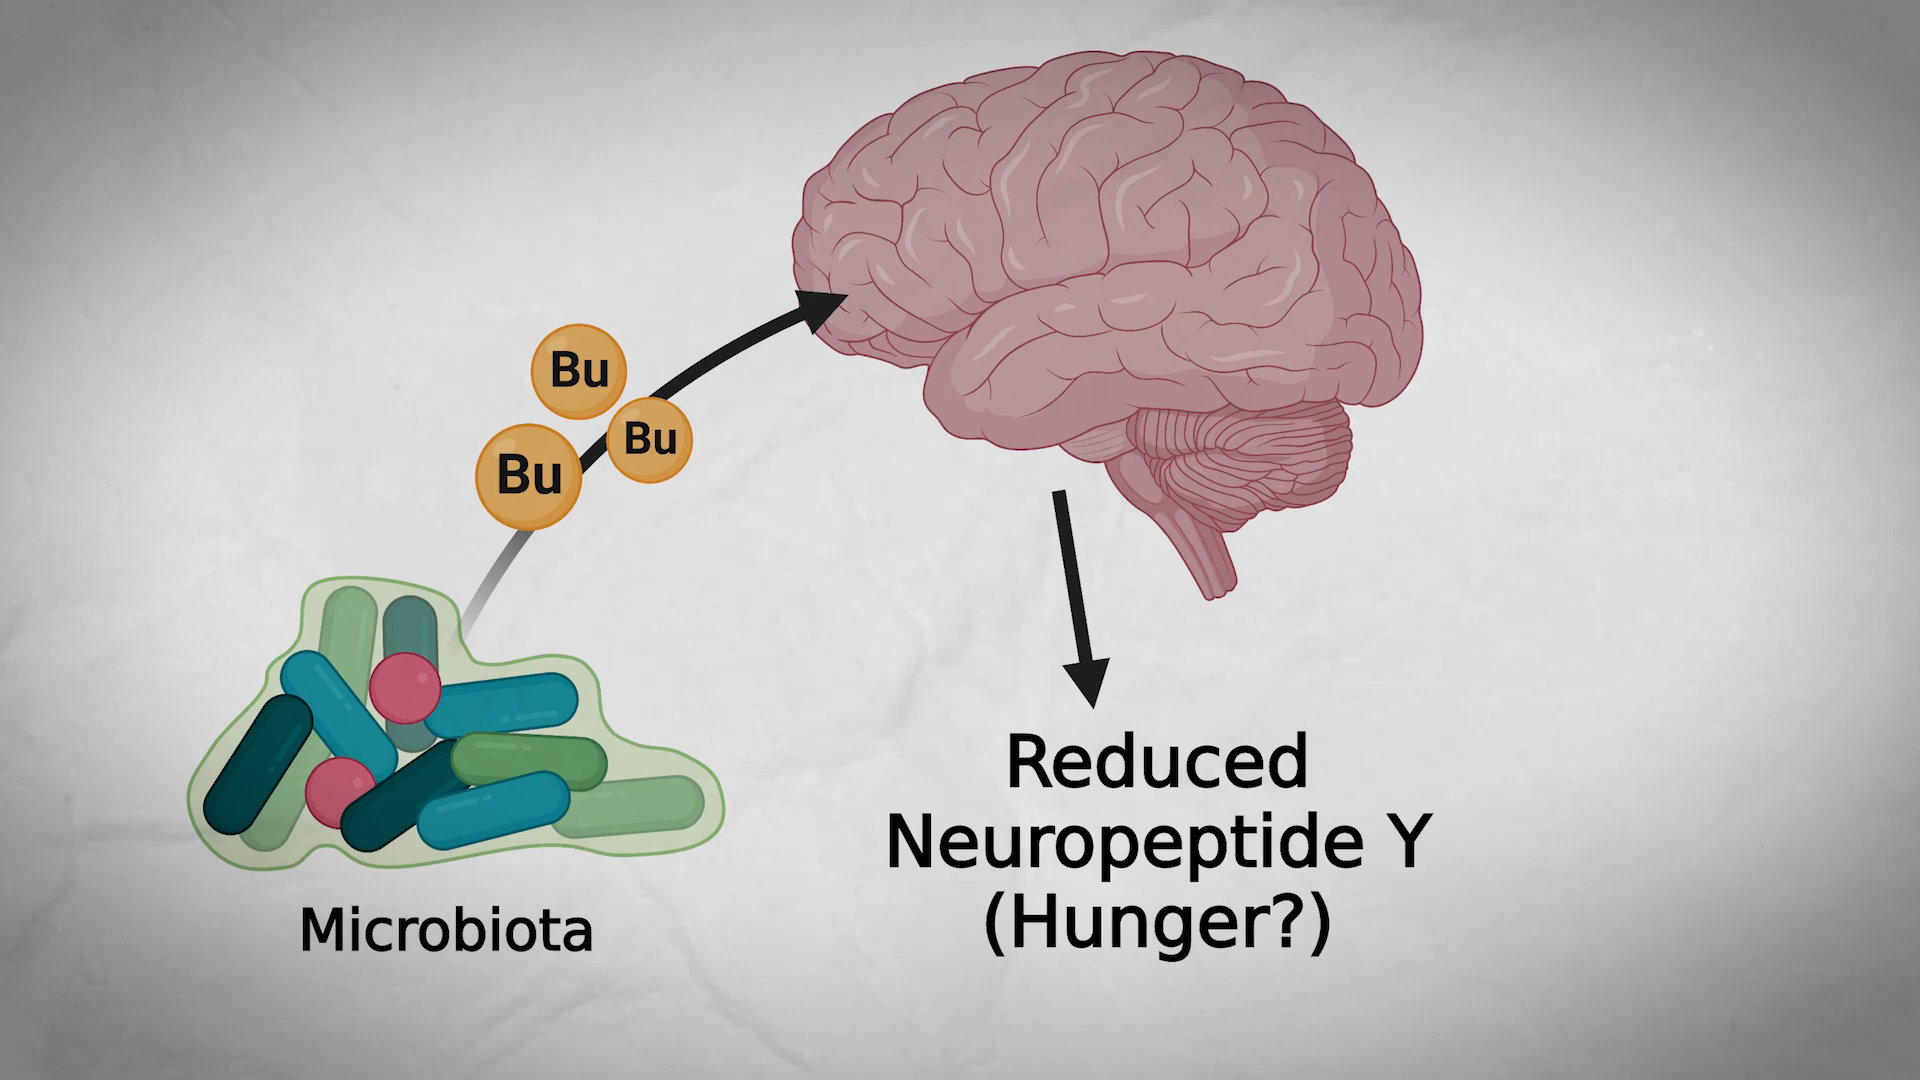 Bu
Bu
Bu
Microbiota
Reduced
Neuropeptide Y
(Hunger?)